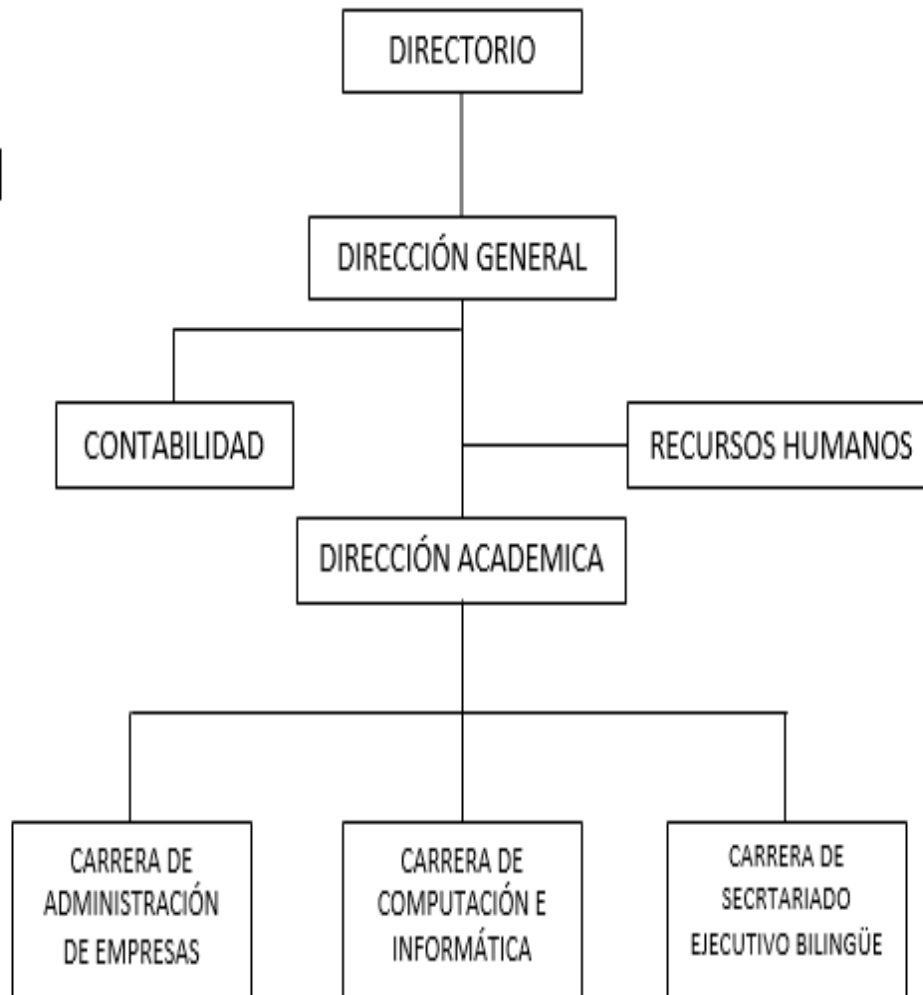 DIRECTORIO
DIRECCIÓN GENERAL
CONTABILIDAD
RECURSOS HUMANOS
DIRECCIÓN ACADEMICA
CARRERA DE
ADMINISTRACIÓN
DE EMPRESAS
CARRERA DE
COMPUTACIÓN E
INFORMÁTICA
CARRERA DE
SECRTARIADO
EJECUTIVO BILINGÜE